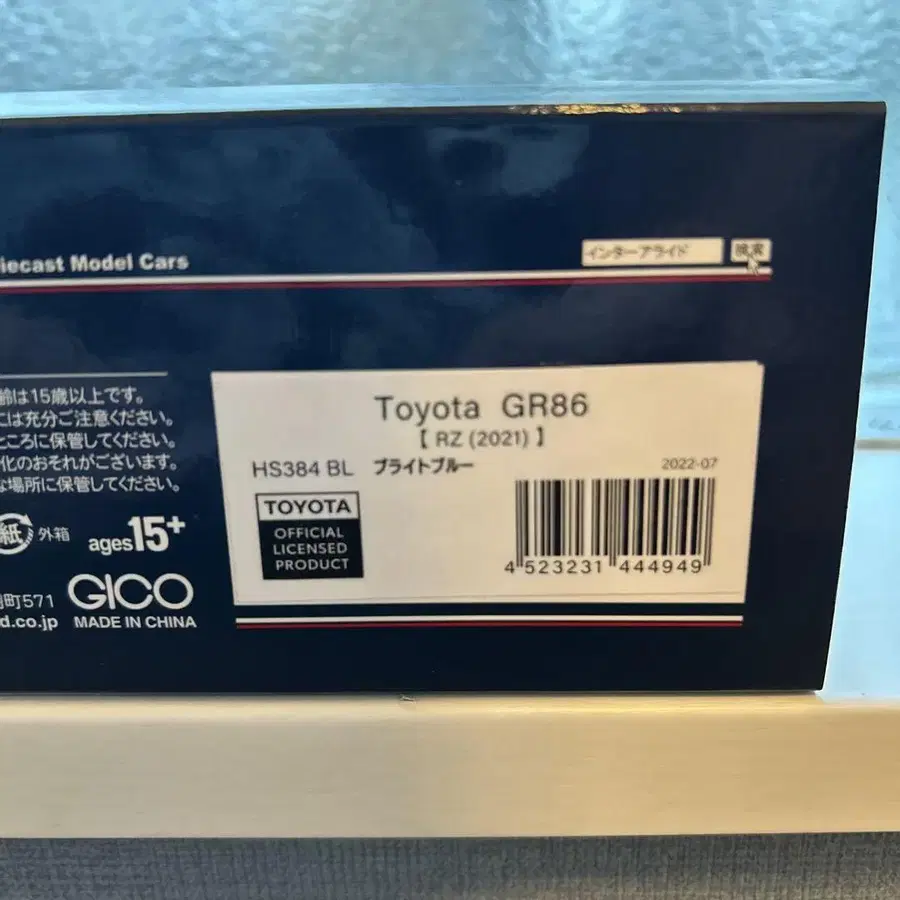 iecast Model Cars
インターアライド 検索
齢は15歳以上です。
には充分ご注意ください。
ところに保管してください。
化のおそれがございます。
な場所に保管してください。
紙 外箱 ages15+
町571 GICO
d.co.jp MADE IN CHINA
Toyota GR86
【 RZ (2021) 】
HS384 BL ブライトブルー 2022-07
TOYOTA
OFFICIAL
LICENSED
PRODUCT
4 523231 444949